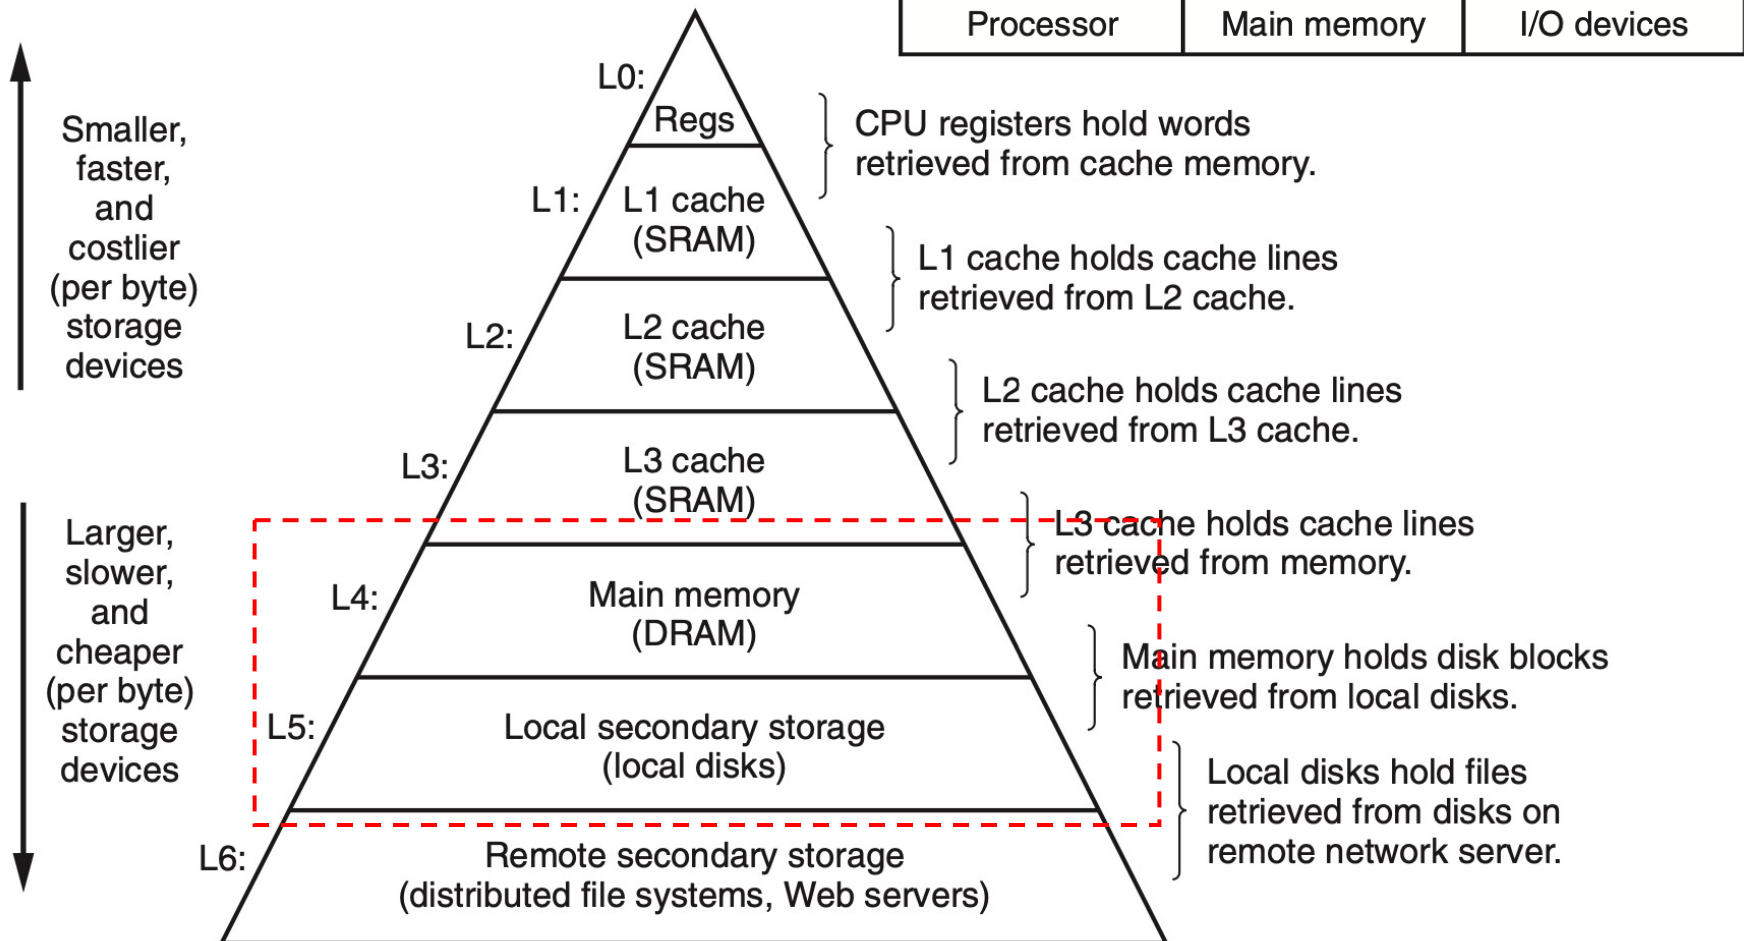 Processor
Main memory
I/O devices
Smaller,
faster,
and
costlier
(per byte)
storage
devices
Larger,
slower,
and
cheaper
(per byte)
storage
devices
L0:
Regs
CPU registers hold words
retrieved from cache memory.
L1:
L1 cache
(SRAM)
L1 cache holds cache lines
retrieved from L2 cache.
L2:
L2 cache
(SRAM)
L2 cache holds cache lines
retrieved from L3 cache.
L3:
L3 cache
(SRAM)
L3 cache holds cache lines
retrieved from memory.
L4:
Main memory
(DRAM)
Main memory holds disk blocks
retrieved from local disks.
L5:
Local secondary storage
(local disks)
Local disks hold files
retrieved from disks on
remote network server.
L6:
Remote secondary storage
(distributed file systems, Web servers)